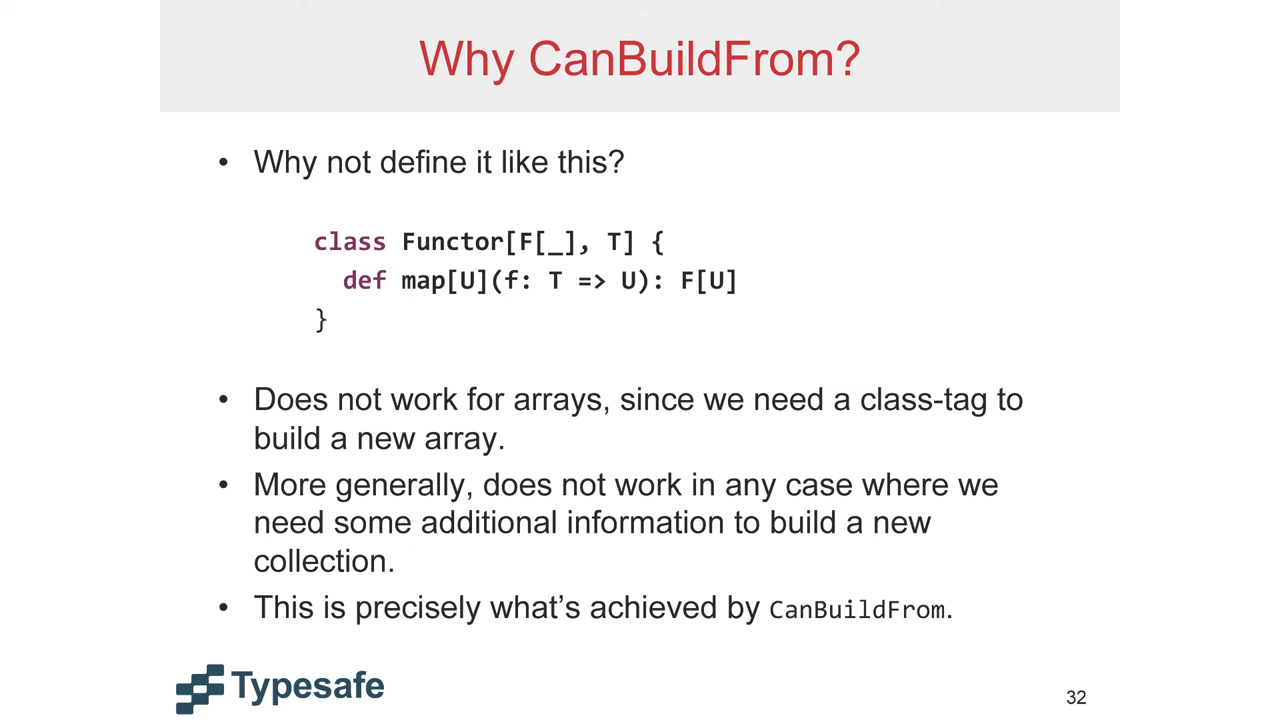 Why CanBuildFrom?
• Why not define it like this?
class Functor[F[_], T] {
def map[U](f: T => U): F[U]
}
• Does not work for arrays, since we need a class-tag to
build a new array.
• More generally, does not work in any case where we
need some additional information to build a new
collection.
• This is precisely what’s achieved by CanBuildFrom.
Typesafe
32